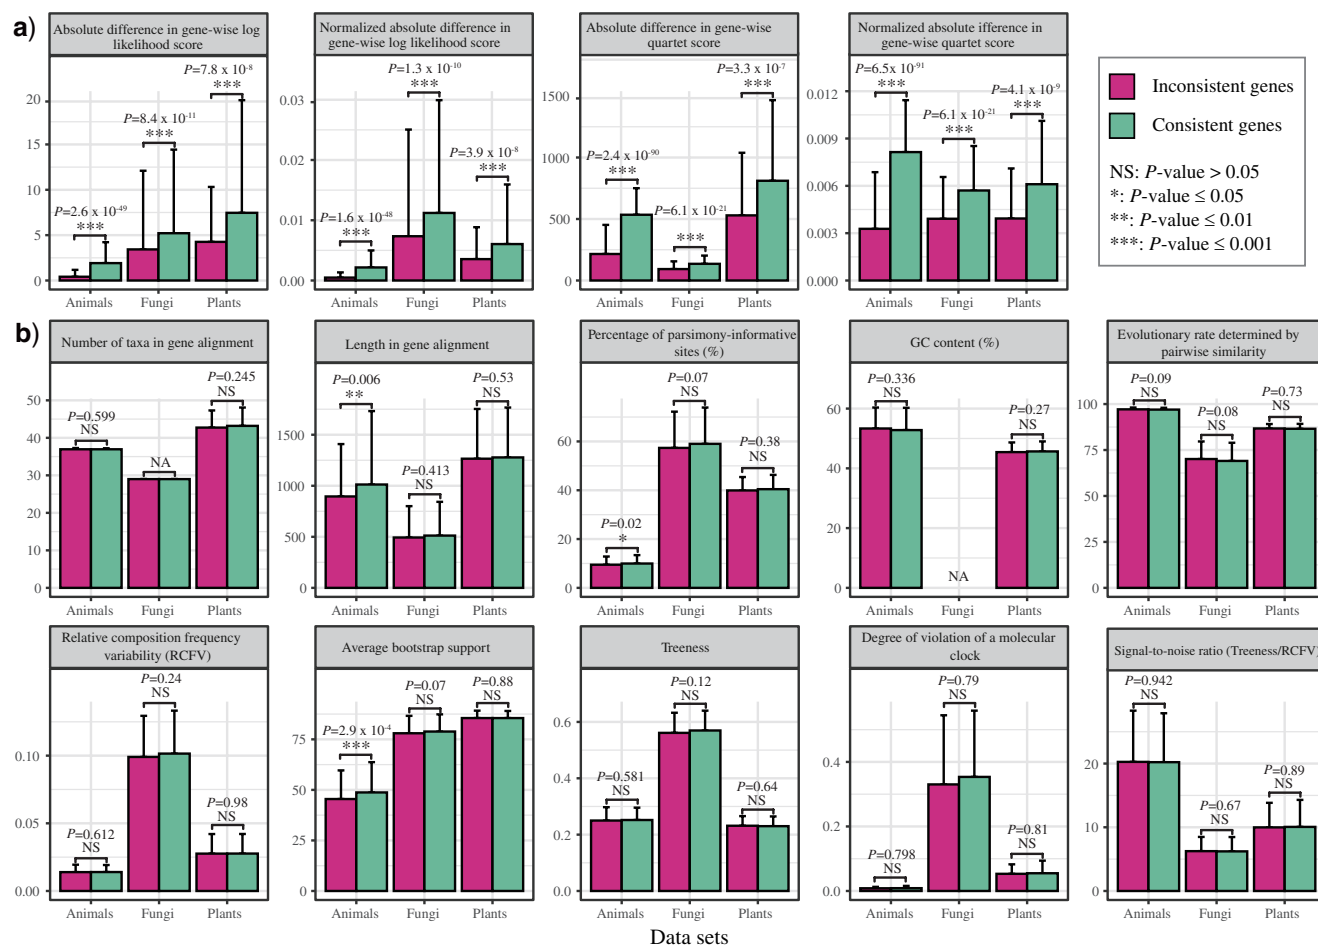 a)
Absolute difference in gene-wise log
likelihood score
P=7.8 x 10-8
***
P=8.4 x 10-11
***
P=2.6 x 10-49
***
20
15
10
5
0
Animals Fungi Plants
Normalized absolute difference in
gene-wise log likelihood score
P=1.3 x 10-10
***
P=3.9 x 10-8
***
P=1.6 x 10-48
***
0.03
0.02
0.01
0.00
Animals Fungi Plants
Absolute difference in gene-wise
quartet score
P=3.3 x 10-7
***
P=2.4 x 10-90
***
P=6.1 x 10-21
***
1500
1000
500
0
Animals Fungi Plants
Normalized absolute ifference in
gene-wise quartet score
P=6.5x10-91
***
P=6.1 x 10-21
***
P=4.1 x 10-9
***
0.012
0.009
0.006
0.003
0.000
Animals Fungi Plants
Inconsistent genes
Consistent genes
NS: P-value > 0.05
*: P-value ≤ 0.05
**: P-value ≤ 0.01
***: P-value ≤ 0.001
b)
Number of taxa in gene alignment
P=0.599
NS
NA
P=0.245
NS
50
40
30
20
10
0
Animals Fungi Plants
Length in gene alignment
P=0.006
**
P=0.413
NS
P=0.53
NS
1500
1000
500
0
Animals Fungi Plants
Percentage of parsimony-informative
sites (%)
P=0.02
*
P=0.07
NS
P=0.38
NS
60
40
20
0
Animals Fungi Plants
GC content (%)
P=0.336
NS
NA
P=0.27
NS
60
40
20
0
Animals Fungi Plants
Evolutionary rate determined by
pairwise similarity
P=0.09
NS
P=0.08
NS
P=0.73
NS
100
75
50
25
0
Animals Fungi Plants
Relative composition frequency
variability (RCFV)
P=0.612
NS
P=0.24
NS
P=0.98
NS
0.10
0.05
0.00
Animals Fungi Plants
Average bootstrap support
P=2.9 x 10-4
***
P=0.07
NS
P=0.88
NS
75
50
25
0
Animals Fungi Plants
Treeness
P=0.581
NS
P=0.12
NS
P=0.64
NS
0.6
0.4
0.2
0.0
Animals Fungi Plants
Degree of violation of a molecular
clock
P=0.798
NS
P=0.79
NS
P=0.81
NS
0.4
0.2
0.0
Animals Fungi Plants
Signal-to-noise ratio (Treeness/RCFV)
P=0.942
NS
P=0.67
NS
P=0.89
NS
20
10
0
Animals Fungi Plants
Data sets